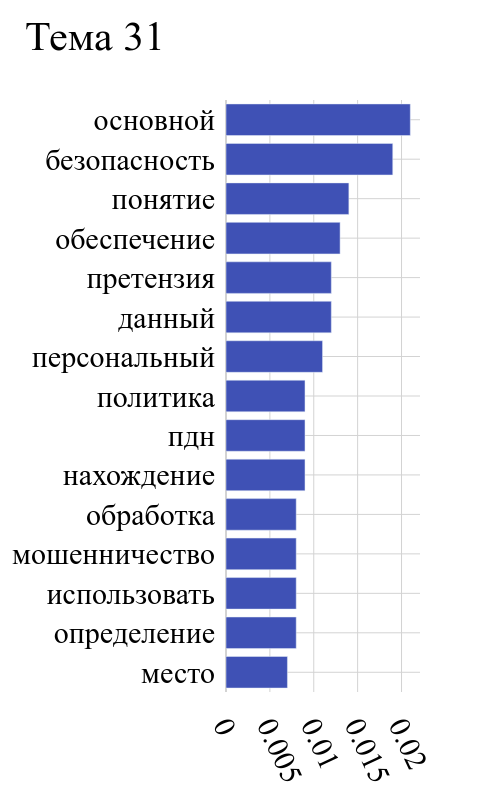 Тема 31
основной
безопасность
понятие
обеспечение
претензия
данный
персональный
политика
пдн
нахождение
обработка
мошенничество
использовать
определение
место
0
0.005
0.01
0.015
0.02